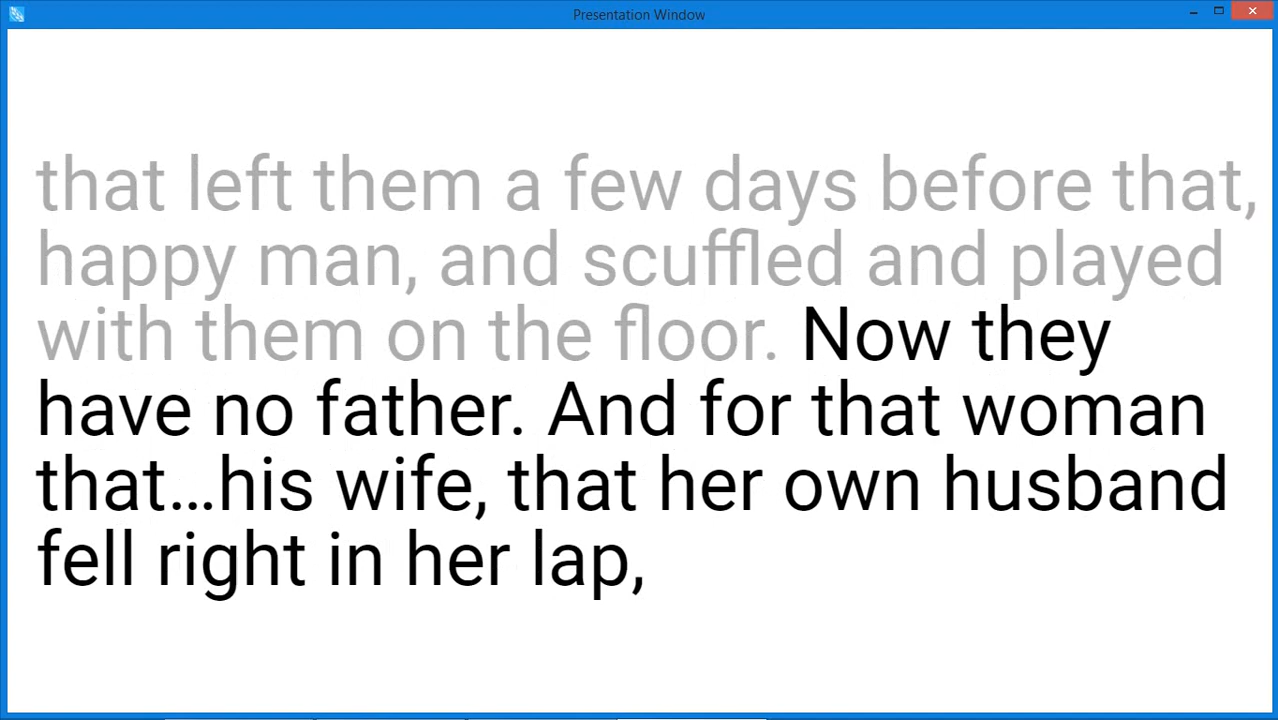 Presentation Window
that left them a few days before that,
happy man, and scuffled and played
with them on the floor. Now they
have no father. And for that woman
that…his wife, that her own husband
fell right in her lap,